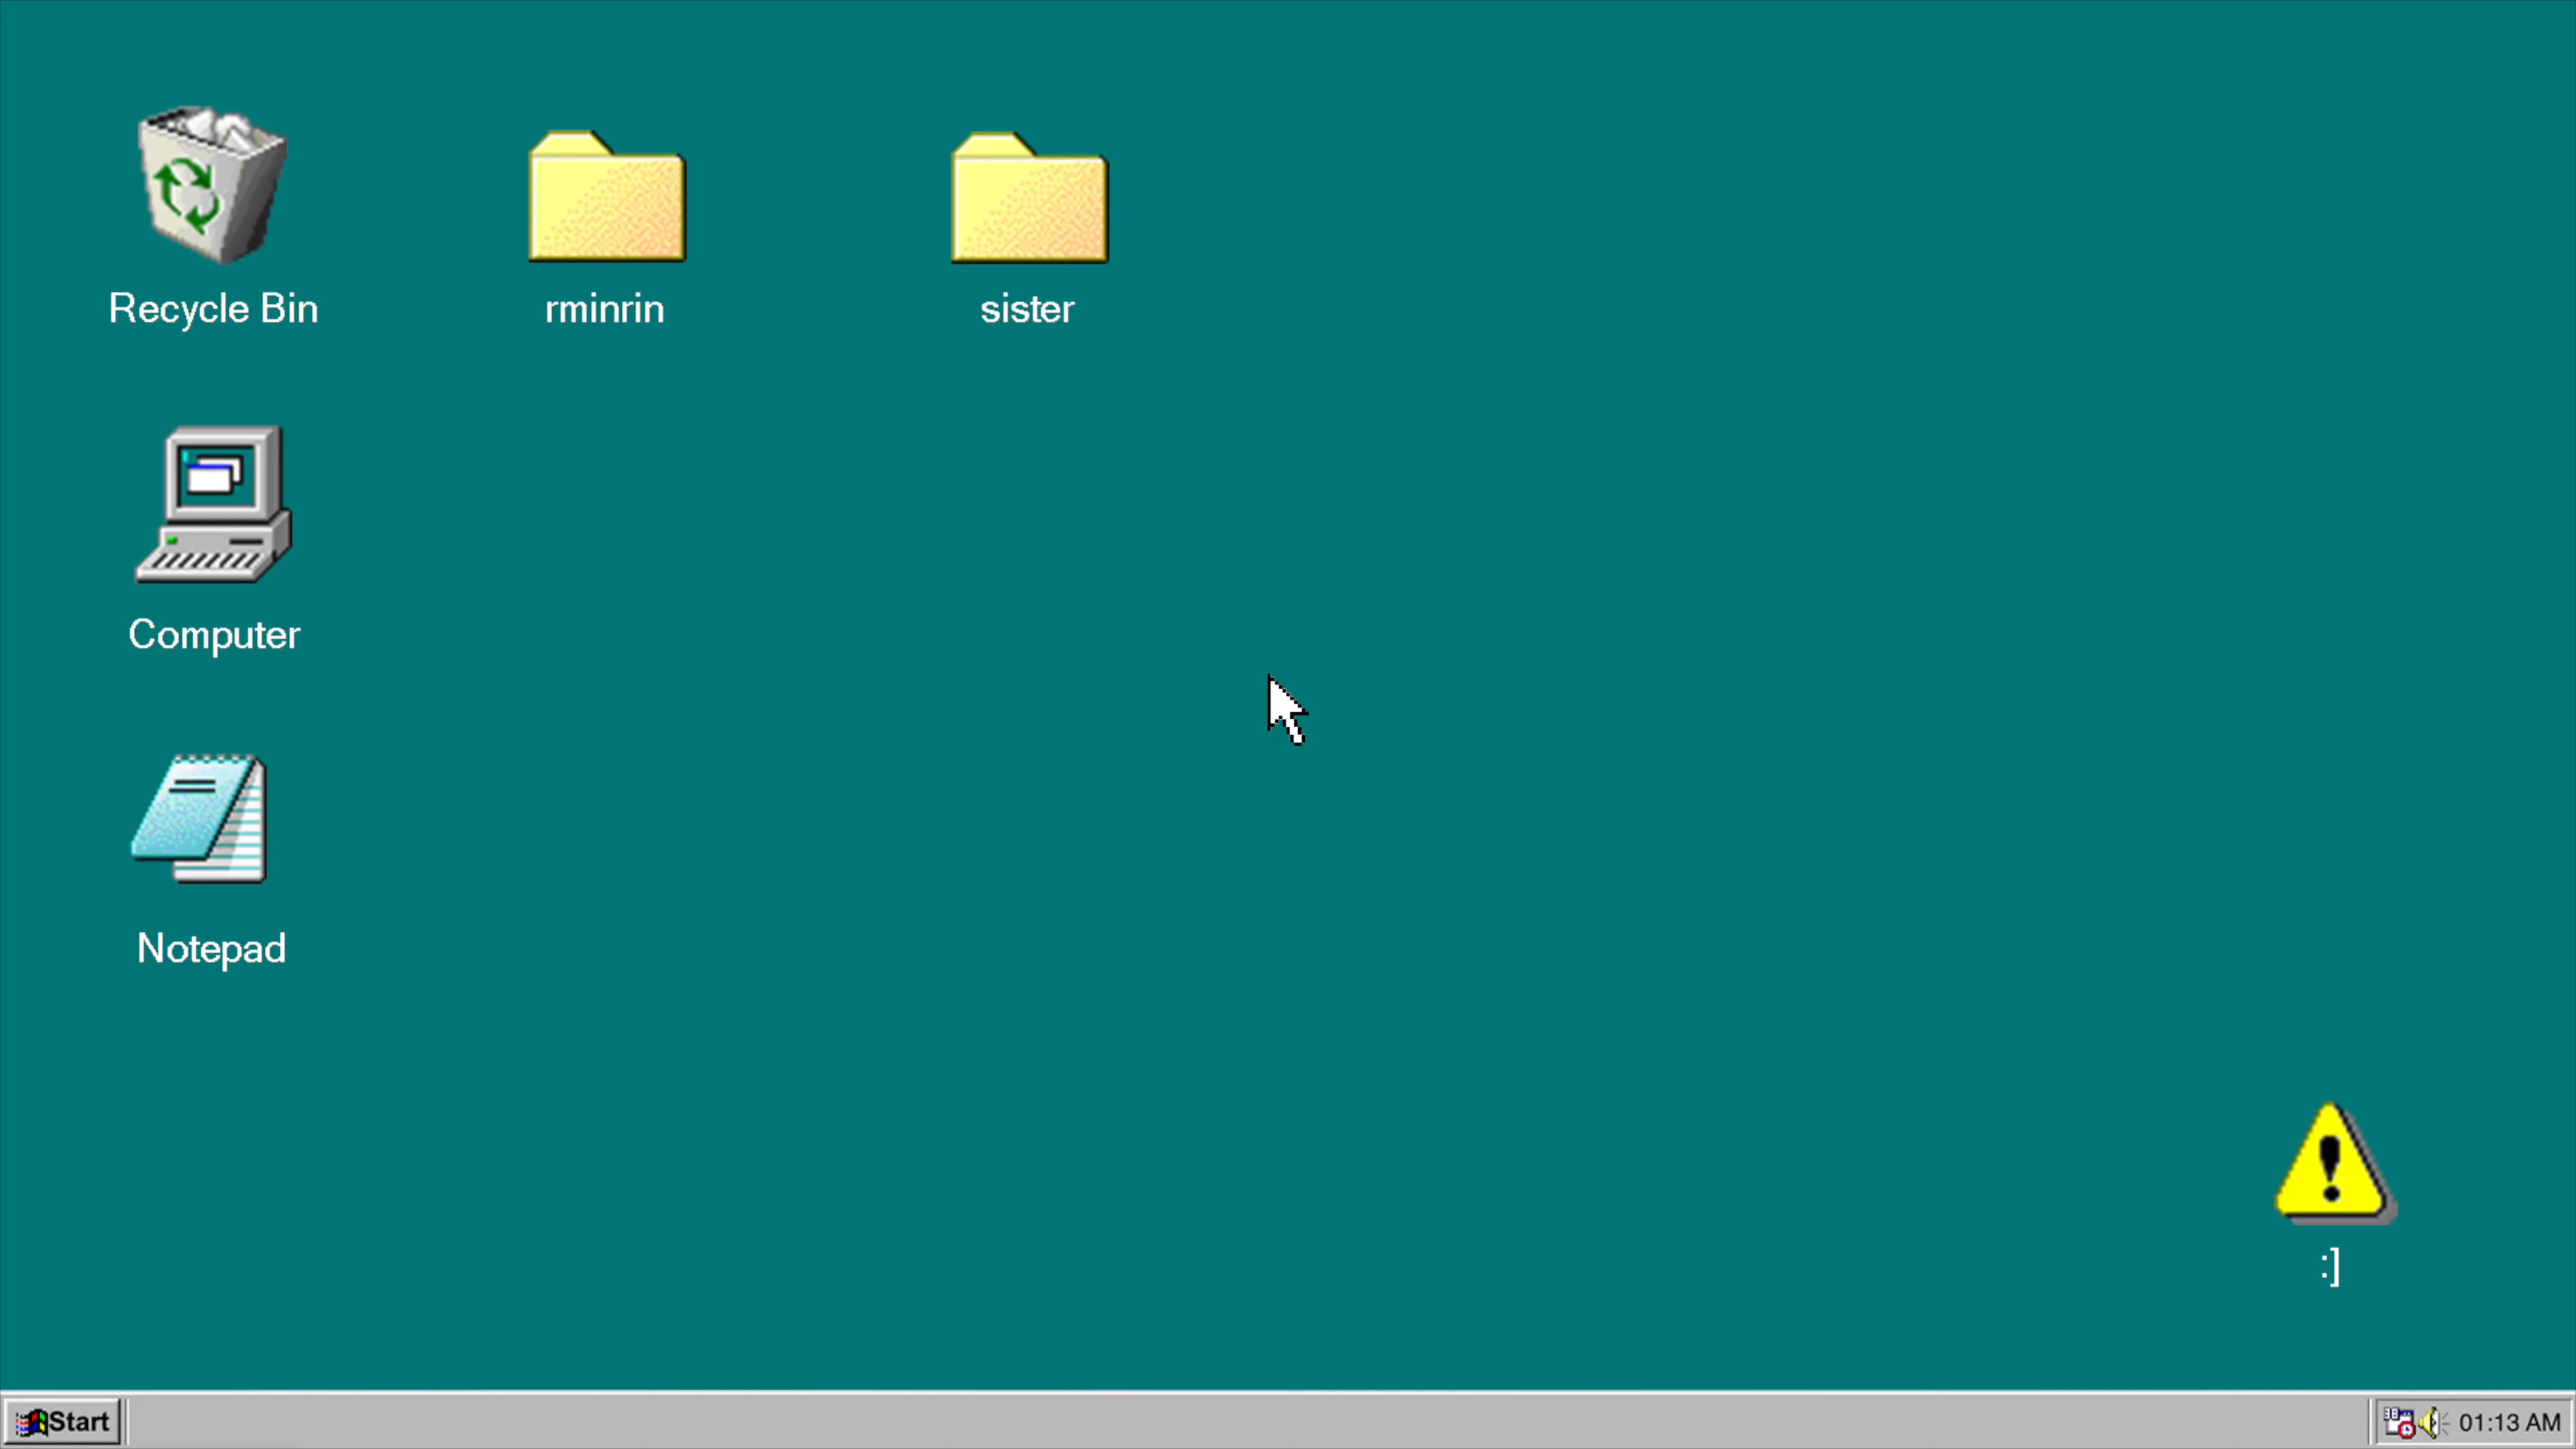 Recycle Bin
rminrin
sister
Computer
Notepad
:]
Start
01:13 AM